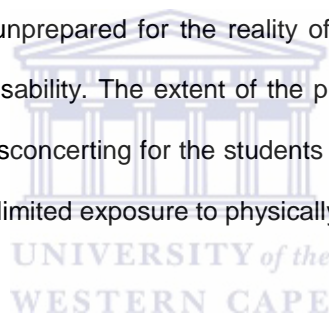 unprepared for the reality of
sability. The extent of the p
sconcerting for the students
limited exposure to physically
UNIVERSITY of the
WESTERN CAPE